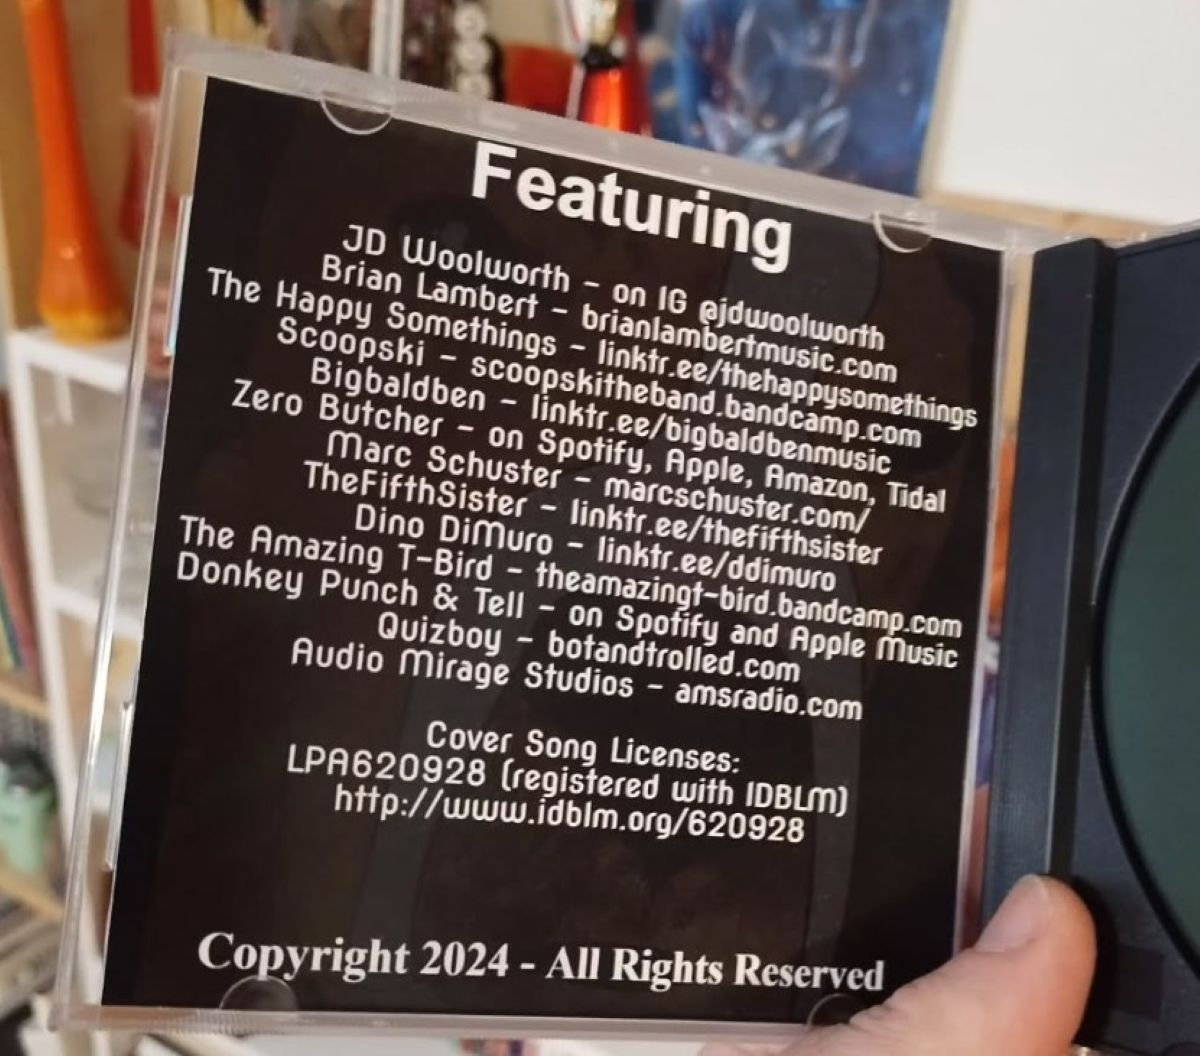 Featuring
JD Woolworth - on IG @jdwoolworth
Brian Lambert - brianlambertmusic.com
The Happy Somethings - linktr.ee/thehappysomethings
Scoopski - scoopskitheband.bandcamp.com
Bigbaldben - linktr.ee/bigbaldbenmusic
Zero Butcher - on Spotify, Apple, Amazon, Tidal
Marc Schuster - marcschuster.com/
TheFifthSister - linktr.ee/thefifthsister
Dino DiMuro - linktr.ee/ddimuro
The Amazing T-Bird - theamazingt-bird.bandcamp.com
Donkey Punch & Tell - on Spotify and Apple Music
Quizboy - botandtrolled.com
Audio Mirage Studios - amsradio.com
Cover Song Licenses:
LPA620928 (registered with IDBLM)
http://www.idblm.org/620928
Copyright 2024 - All Rights Reserved